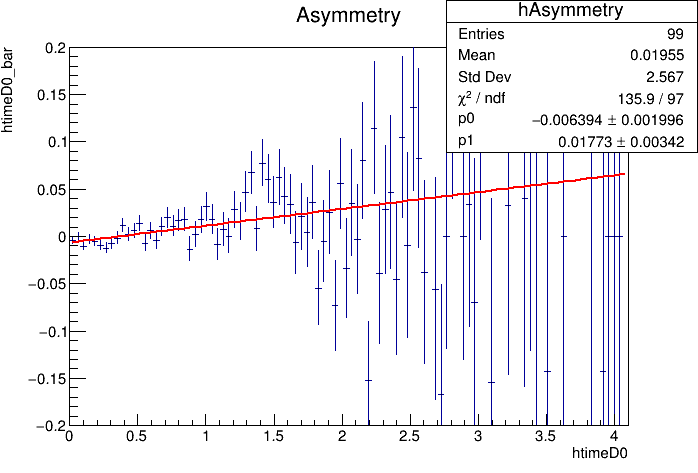 Asymmetry
hAsymmetry
Entries 99
Mean 0.01955
Std Dev 2.567
χ² / ndf 135.9 / 97
p0 −0.006394 ± 0.001996
p1 0.01773 ± 0.00342
htimeD0_bar
0.2
0.15
0.1
0.05
0
−0.05
−0.1
−0.15
−0.2
0 0.5 1 1.5 2 2.5 3 3.5 4
htimeD0